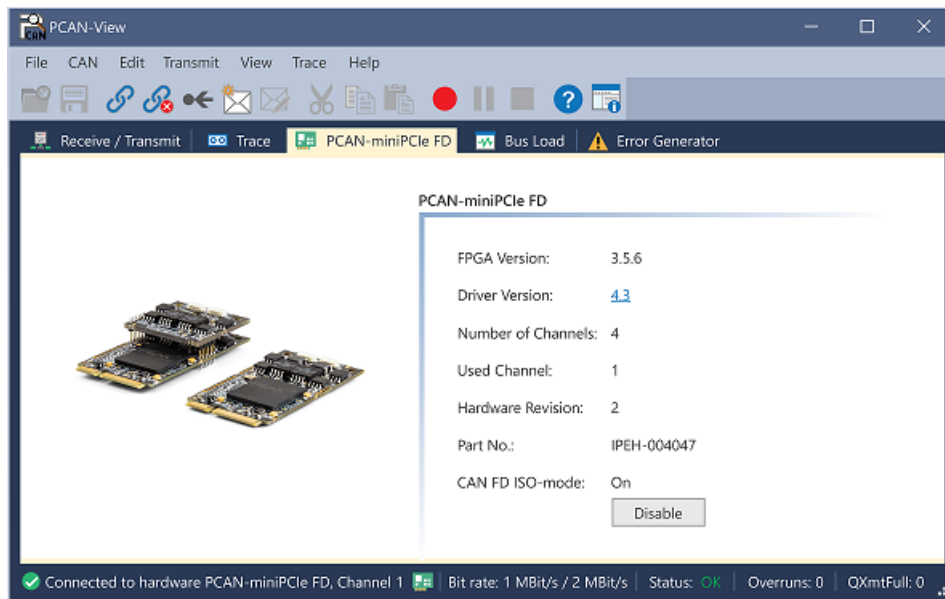 PCAN-View
File CAN Edit Transmit View Trace Help
Receive / Transmit Trace PCAN-miniPCIe FD Bus Load Error Generator
PCAN-miniPCIe FD
FPGA Version: 3.5.6
Driver Version: 4.3
Number of Channels: 4
Used Channel: 1
Hardware Revision: 2
Part No.: IPEH-004047
CAN FD ISO-mode: On
Disable
Connected to hardware PCAN-miniPCIe FD, Channel 1 Bit rate: 1 MBit/s / 2 MBit/s Status: OK Overruns: 0 QXmtFull: 0